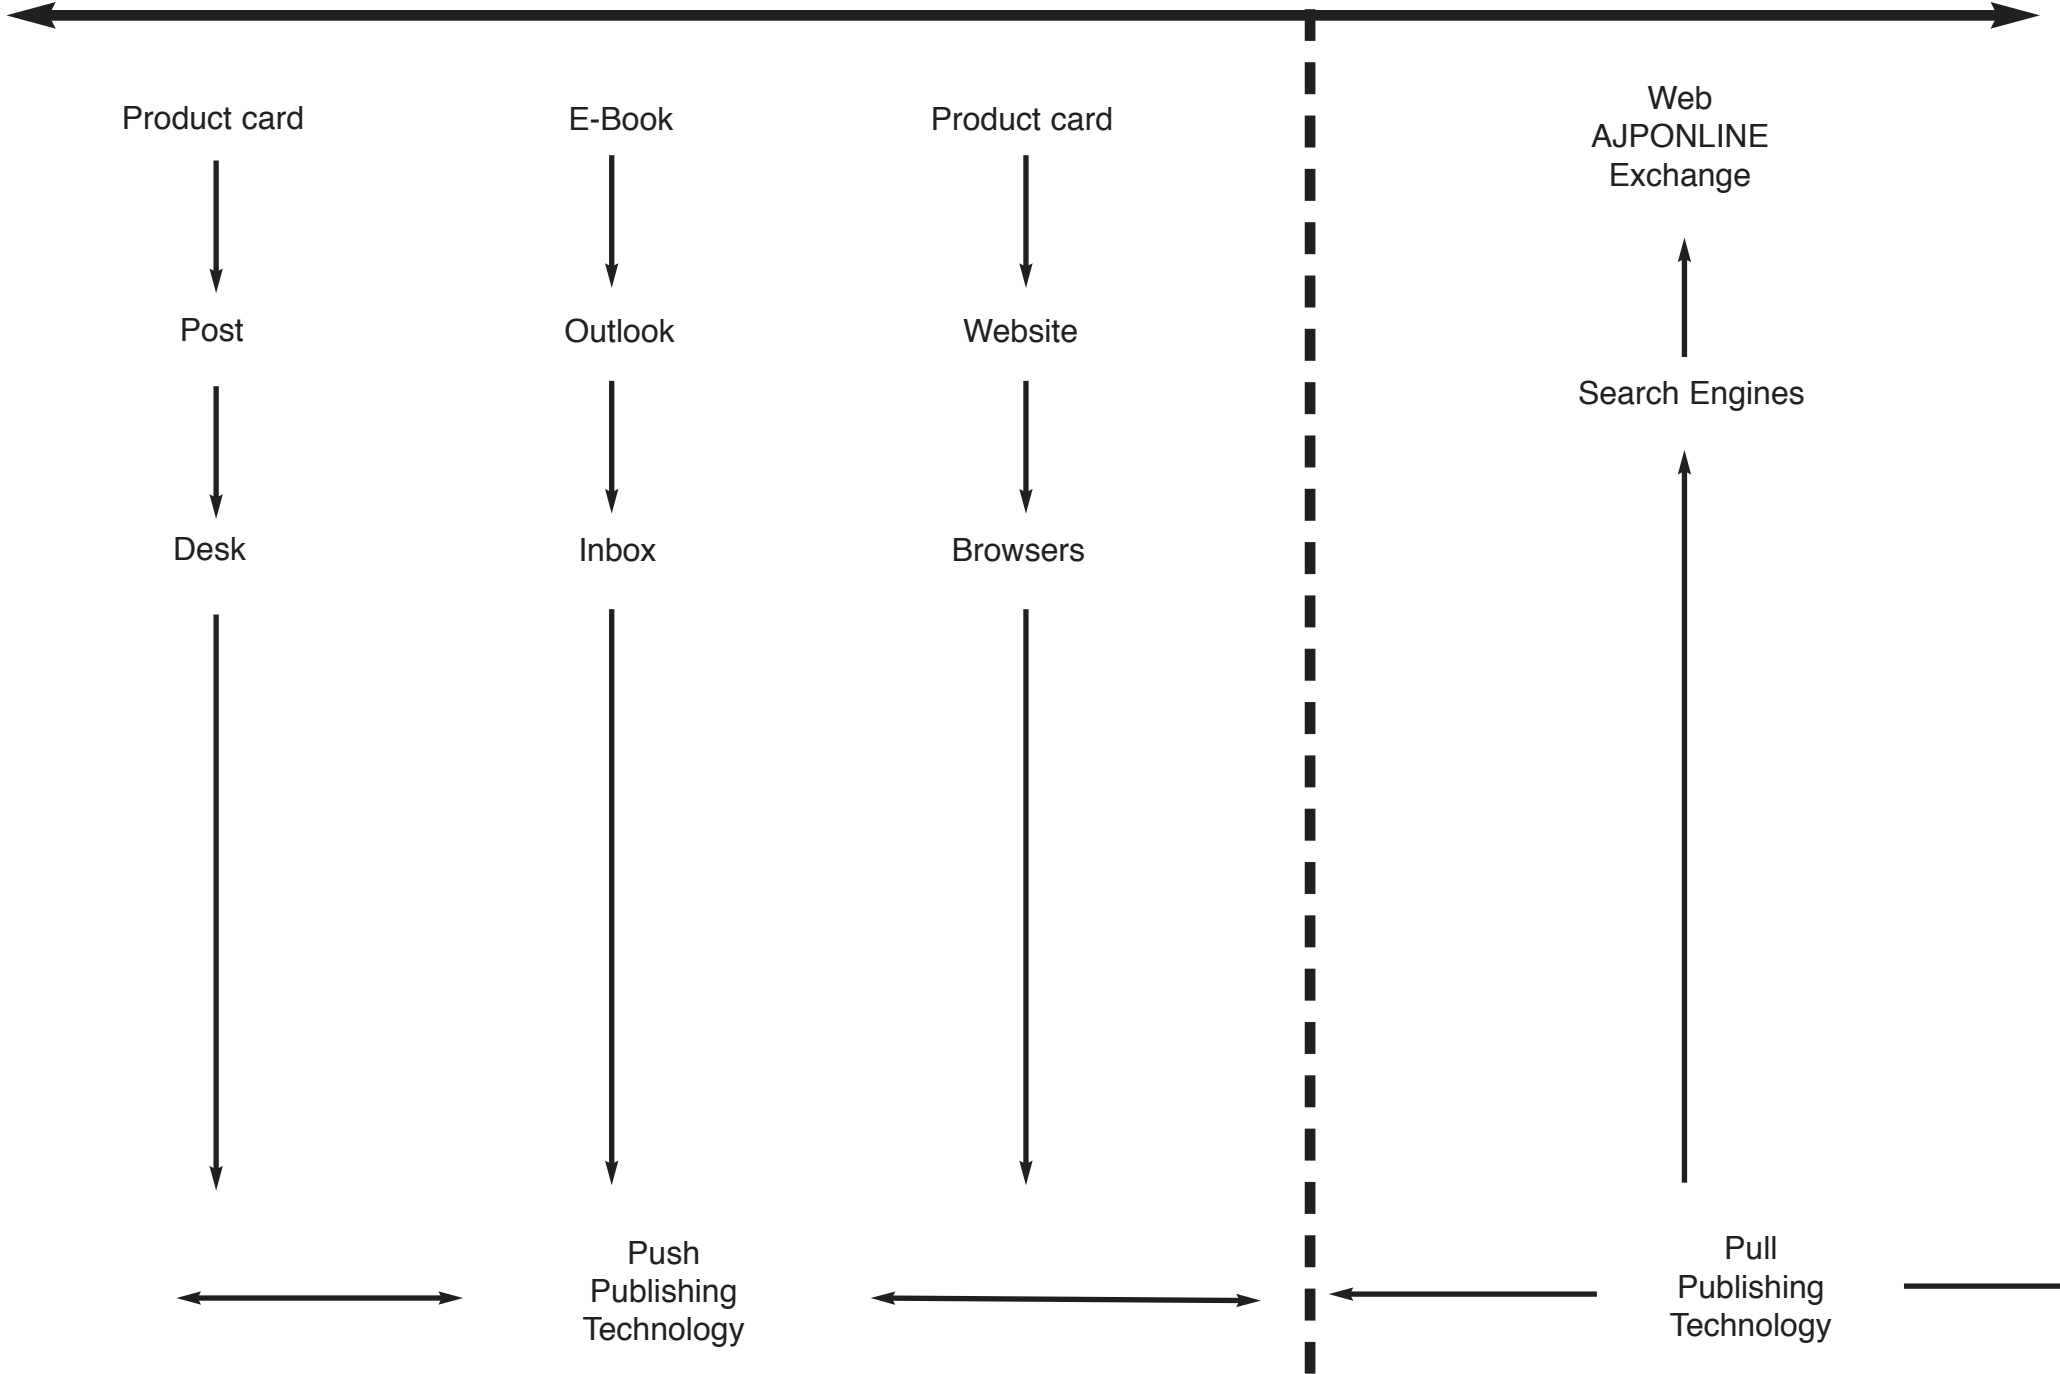 Product card
E-Book
Product card
Web
AJPONLINE
Exchange
Post
Outlook
Website
Search Engines
Desk
Inbox
Browsers
Push
Publishing
Technology
Pull
Publishing
Technology